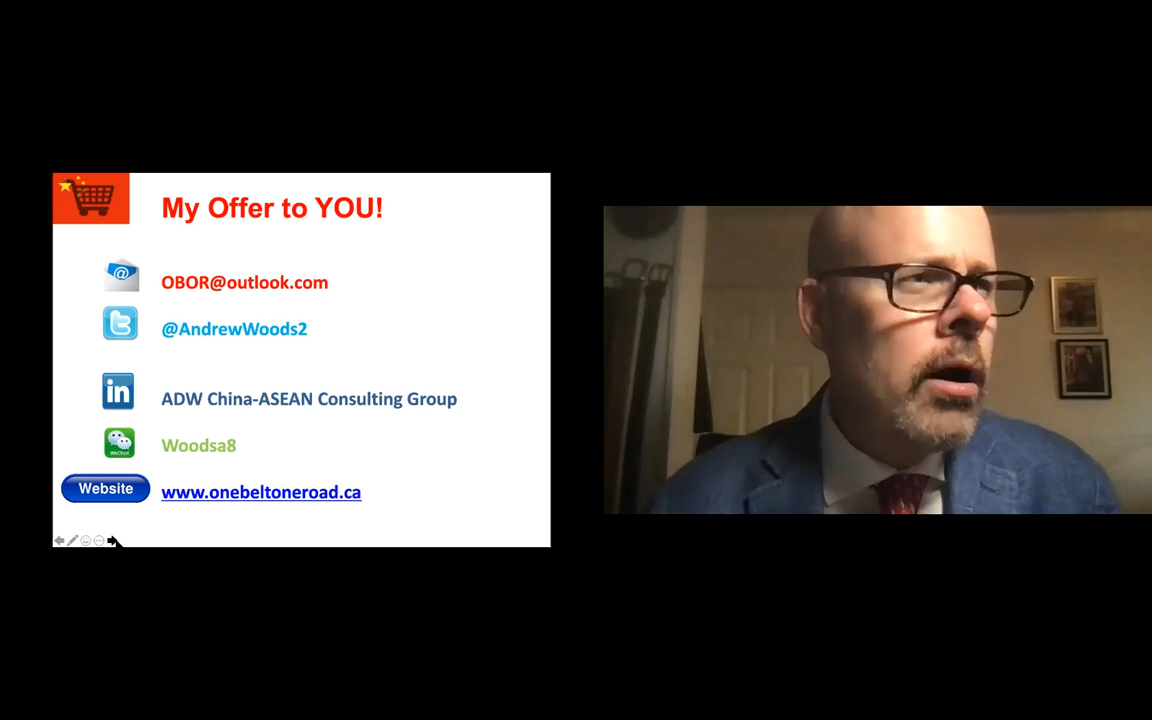 My Offer to YOU!
@
OBOR@outlook.com
@AndrewWoods2
in
ADW China-ASEAN Consulting Group
WeChat
Woodsa8
Website
www.onebeltoneroad.ca